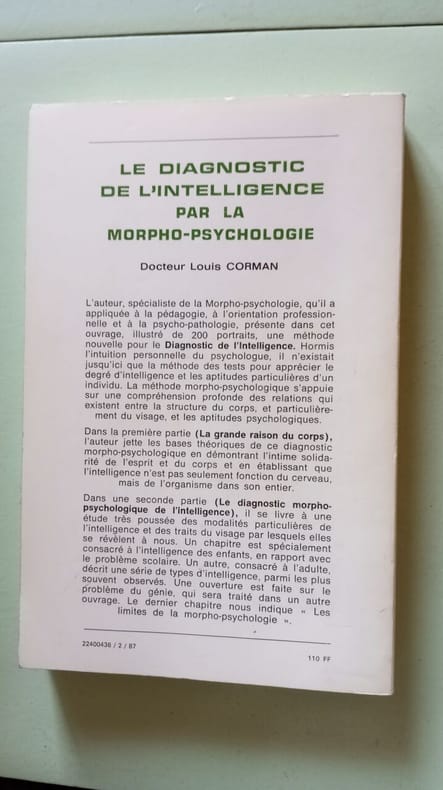 LE DIAGNOSTIC
DE L'INTELLIGENCE
PAR LA
MORPHO-PSYCHOLOGIE
Docteur Louis CORMAN
L'auteur, spécialiste de la Morpho-psychologie, qu'il a
appliquée à la pédagogie, à l'orientation profession-
nelle et à la psycho-pathologie, présente dans cet
ouvrage, illustré de 200 portraits, une méthode
nouvelle pour le Diagnostic de l'Intelligence. Hormis
l'intuition personnelle du psychologue, il n'existait
jusqu'ici que la méthode des tests pour apprécier le
degré d'intelligence et les aptitudes particulières d'un
individu. La méthode morpho-psychologique s'appuie
sur une compréhension profonde des relations qui
existent entre la structure du corps, et particulière-
ment du visage, et les aptitudes psychologiques.
Dans la première partie (La grande raison du corps),
l'auteur jette les bases théoriques de ce diagnostic
morpho-psychologique en démontrant l'intime solida-
rité de l'esprit et du corps et en établissant que
l'intelligence n'est pas seulement fonction du cerveau,
mais de l'organisme dans son entier.
Dans une seconde partie (Le diagnostic morpho-
psychologique de l'intelligence), il se livre à une
étude très poussée des modalités particulières de
l'intelligence et des traits du visage par lesquels elles
se révèlent à nous. Un chapitre est spécialement
consacré à l'intelligence des enfants, en rapport avec
le problème scolaire. Un autre, consacré à l'adulte,
décrit une série de types d'intelligence, parmi les plus
souvent observés. Une ouverture est faite sur le
problème du génie, qui sera traité dans un autre
ouvrage. Le dernier chapitre nous indique « Les
limites de la morpho-psychologie ».
22400438 / 2 / 87
110 FF